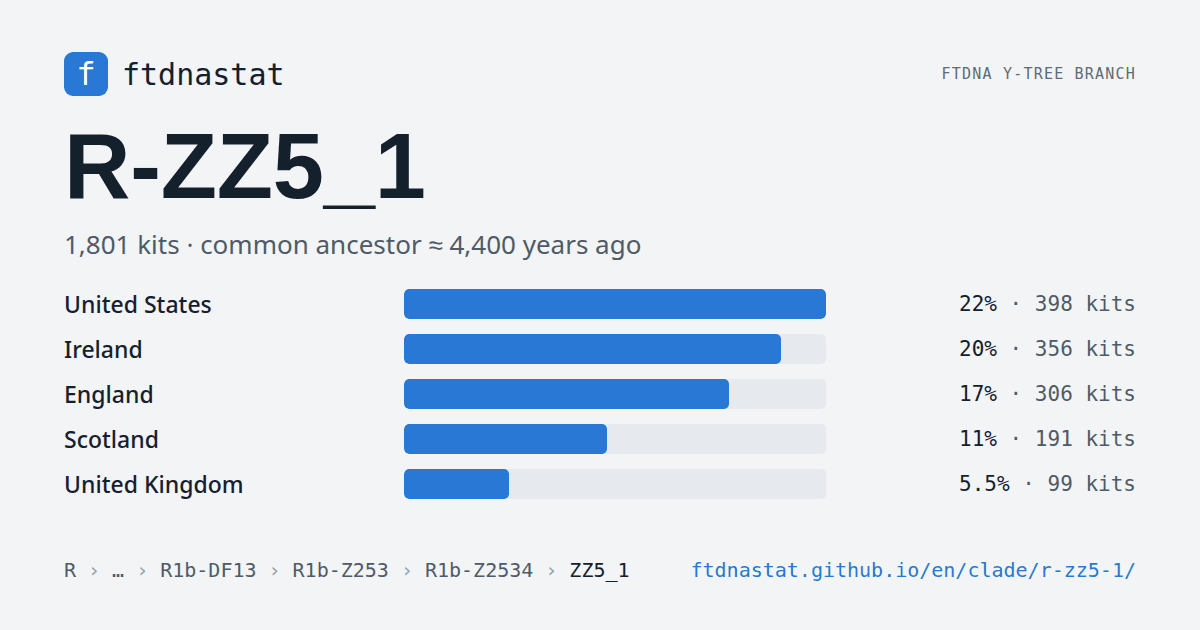 f ftdnastat
FTDNA Y-TREE BRANCH
R-ZZ5_1
1,801 kits · common ancestor ≈ 4,400 years ago
United States 22% · 398 kits
Ireland 20% · 356 kits
England 17% · 306 kits
Scotland 11% · 191 kits
United Kingdom 5.5% · 99 kits
R › … › R1b-DF13 › R1b-Z253 › R1b-Z2534 › ZZ5_1
ftdnastat.github.io/en/clade/r-zz5-1/